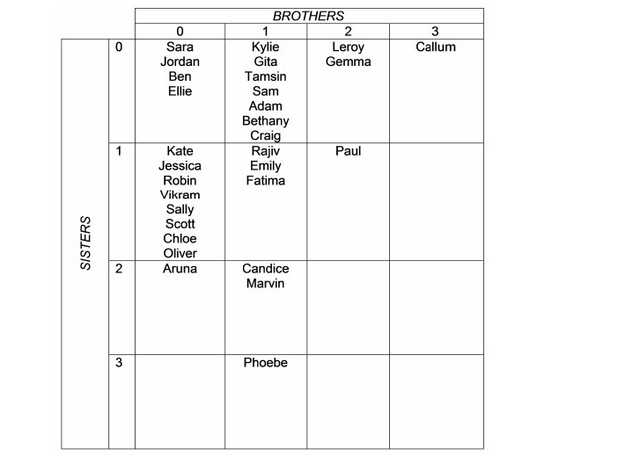 BROTHERS
0 1 2 3
SISTERS
0 Sara Kylie Leroy Callum
Jordan Gita Gemma
Ben Tamsin
Ellie Sam
Adam
Bethany
Craig
1 Kate Rajiv Paul
Jessica Emily
Robin Fatima
Vikram
Sally
Scott
Chloe
Oliver
2 Aruna Candice
Marvin
3 Phoebe